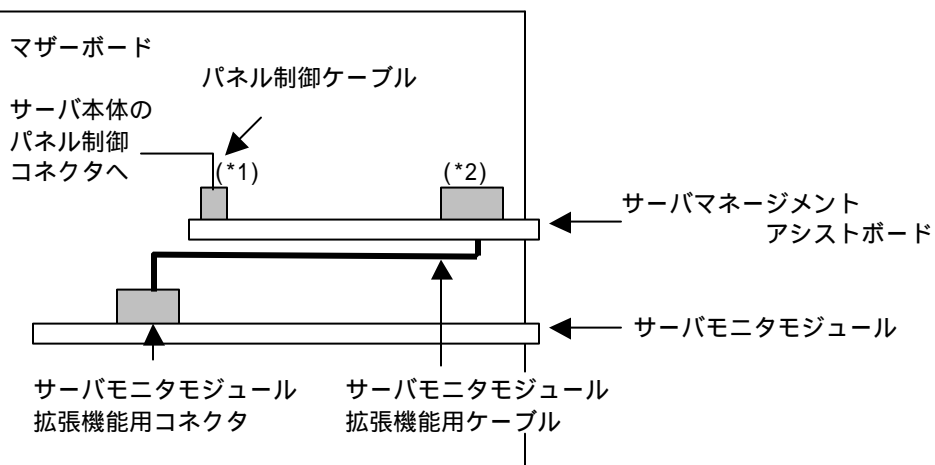 マザーボード
パネル制御ケーブル
サーバ本体の
パネル制御
コネクタへ
(*1)
(*2)
サーバマネージメント
アシストボード
サーバモニタモジュール
サーバモニタモジュール
拡張機能用コネクタ
サーバモニタモジュール
拡張機能用ケーブル